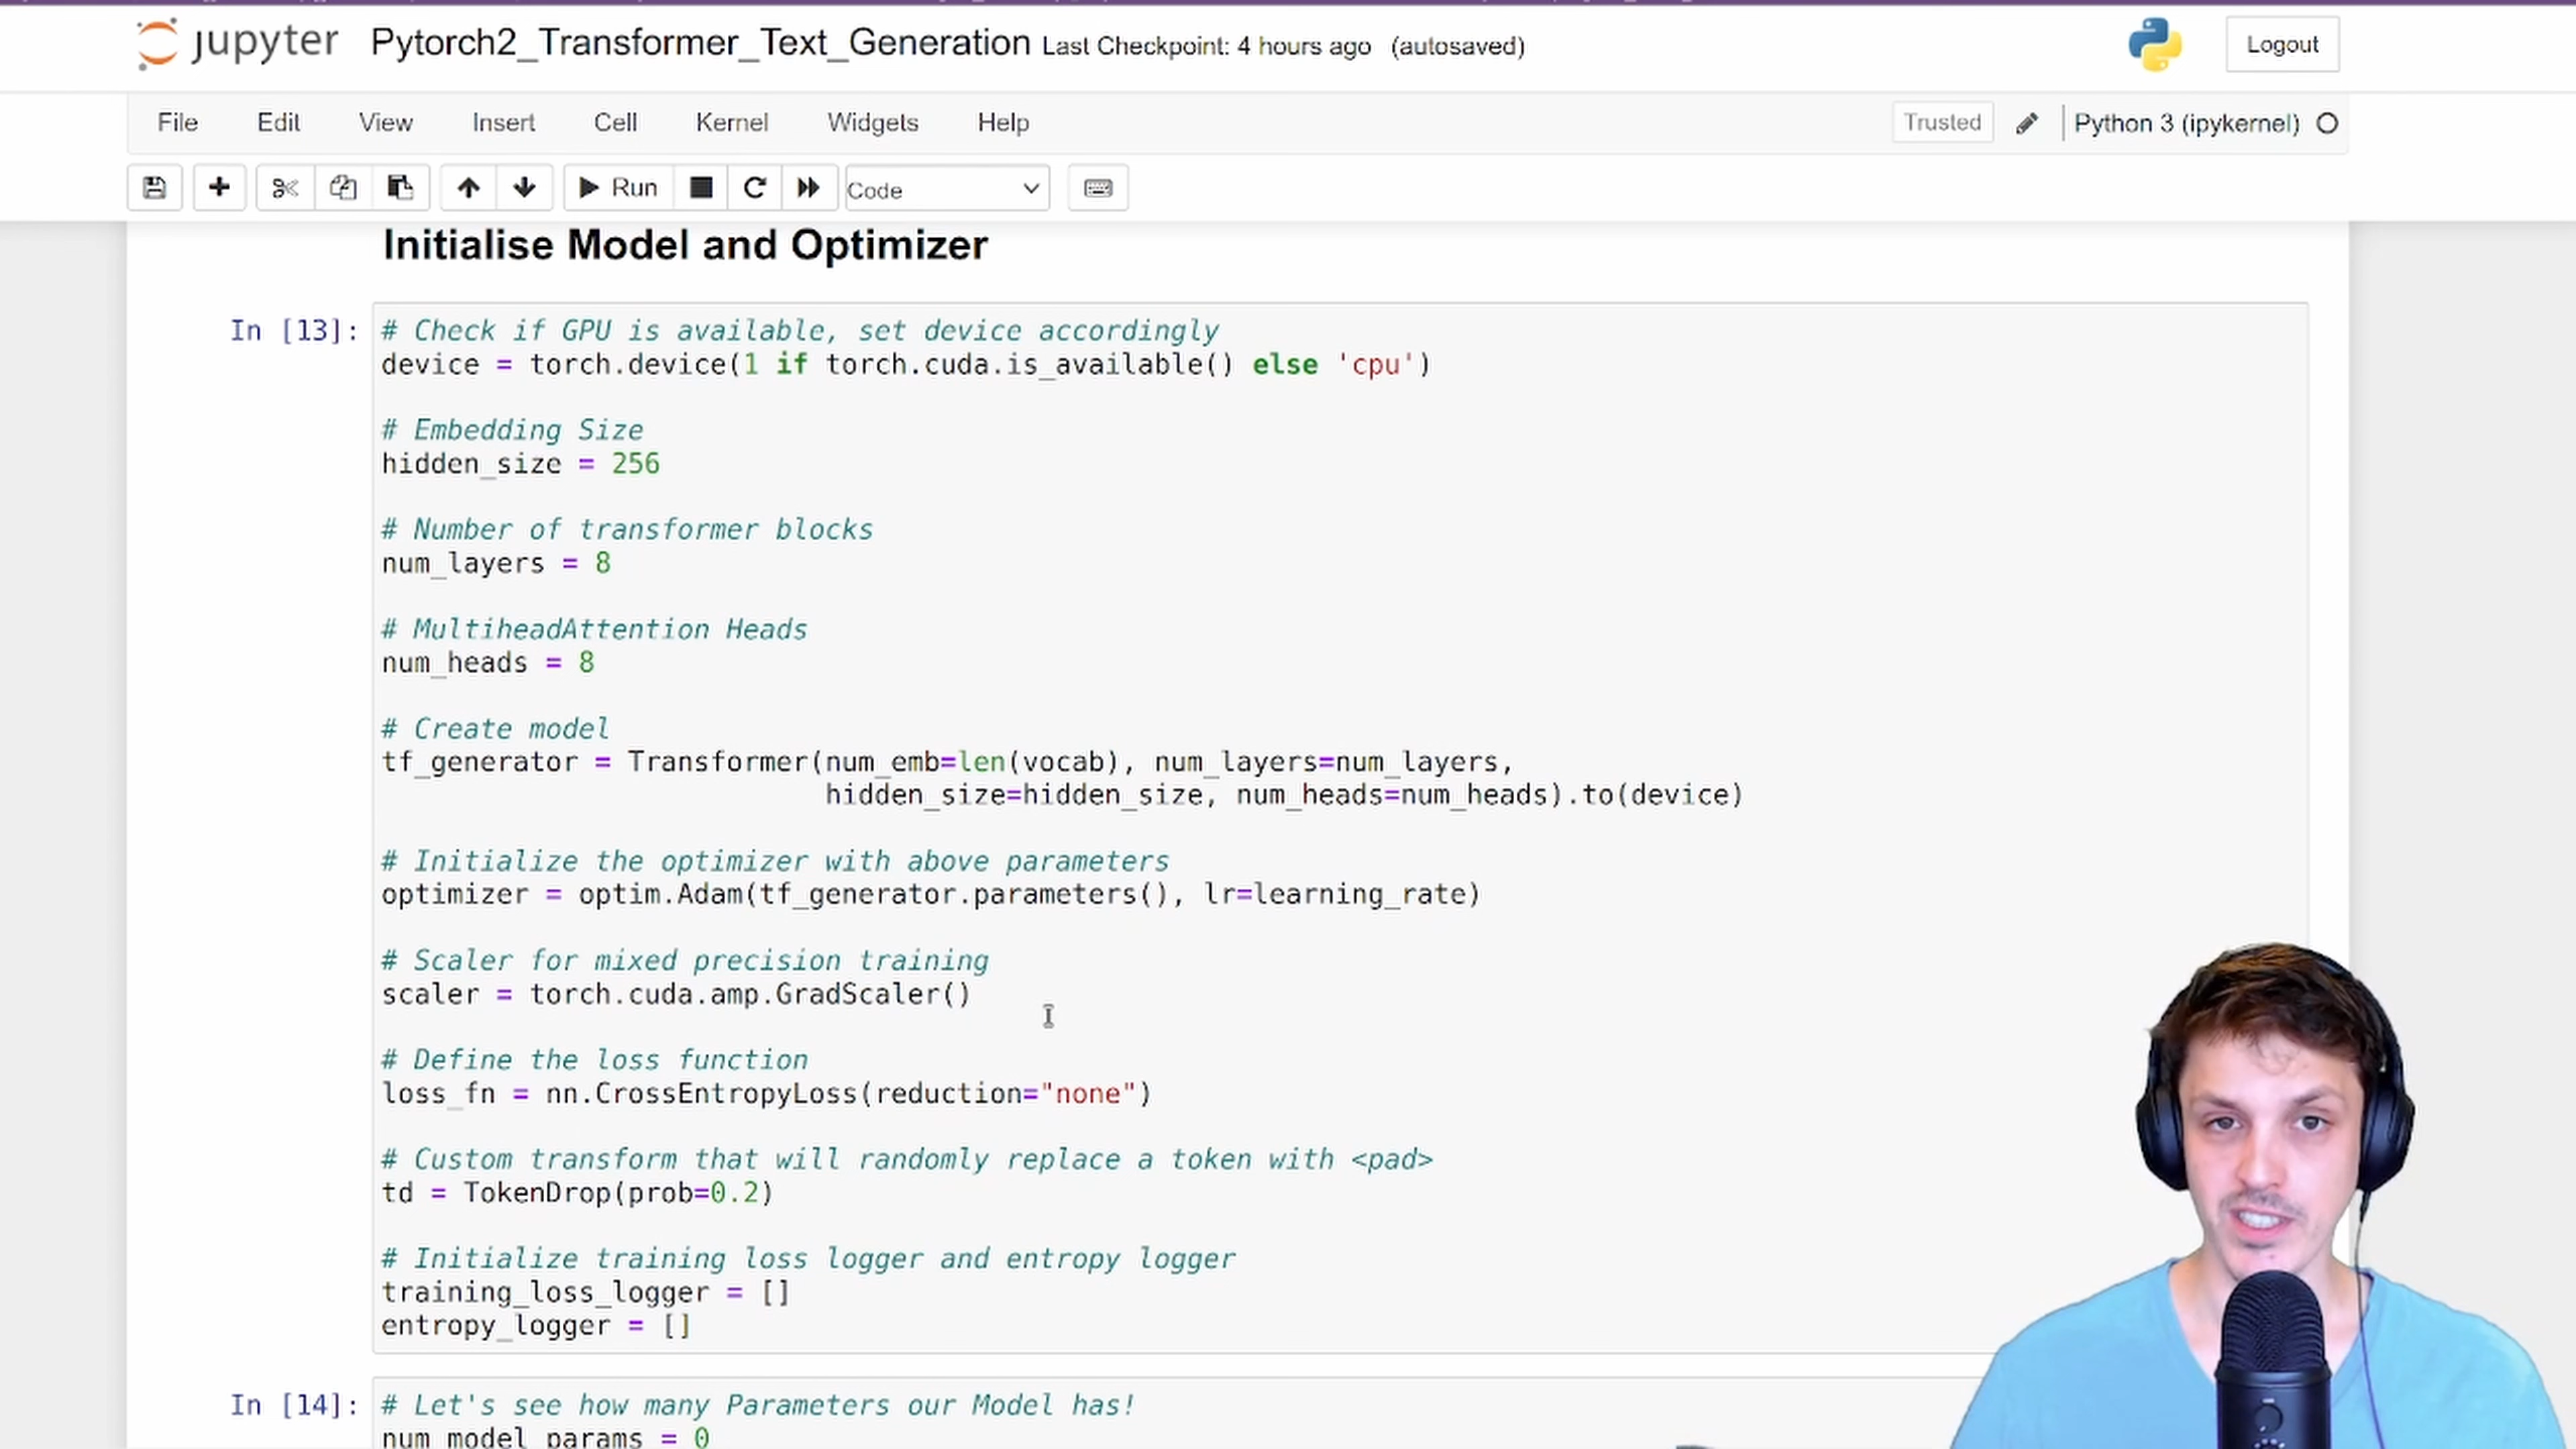 jupyter Pytorch2_Transformer_Text_Generation Last Checkpoint: 4 hours ago (autosaved)
Logout
File Edit View Insert Cell Kernel Widgets Help
Trusted Python 3 (ipykernel)
Run Code
Initialise Model and Optimizer
In [13]: # Check if GPU is available, set device accordingly
device = torch.device(1 if torch.cuda.is_available() else 'cpu')
# Embedding Size
hidden_size = 256
# Number of transformer blocks
num_layers = 8
# MultiheadAttention Heads
num_heads = 8
# Create model
tf_generator = Transformer(num_emb=len(vocab), num_layers=num_layers,
hidden_size=hidden_size, num_heads=num_heads).to(device)
# Initialize the optimizer with above parameters
optimizer = optim.Adam(tf_generator.parameters(), lr=learning_rate)
# Scaler for mixed precision training
scaler = torch.cuda.amp.GradScaler()
# Define the loss function
loss_fn = nn.CrossEntropyLoss(reduction="none")
# Custom transform that will randomly replace a token with <pad>
td = TokenDrop(prob=0.2)
# Initialize training loss logger and entropy logger
training_loss_logger = []
entropy_logger = []
In [14]: # Let's see how many Parameters our Model has!
num_model_params = 0